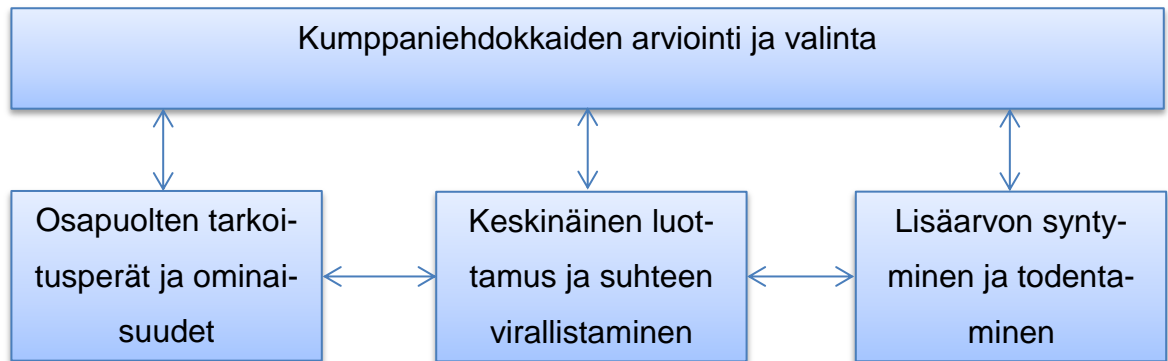 Kumppaniehdokkaiden arviointi ja valinta
Osapuolten tarkoi-
tusperät ja ominai-
suudet
Keskinäinen luot-
tamus ja suhteen
virallistaminen
Lisäarvon synty-
minen ja todenta-
minen